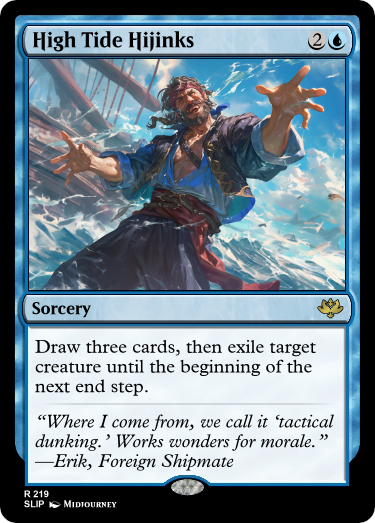 High Tide Hijinks 2
Sorcery
Draw three cards, then exile target
creature until the beginning of the
next end step.
“Where I come from, we call it ‘tactical
dunking.’ Works wonders for morale.”
—Erik, Foreign Shipmate
R 219
SLIP Midjourney